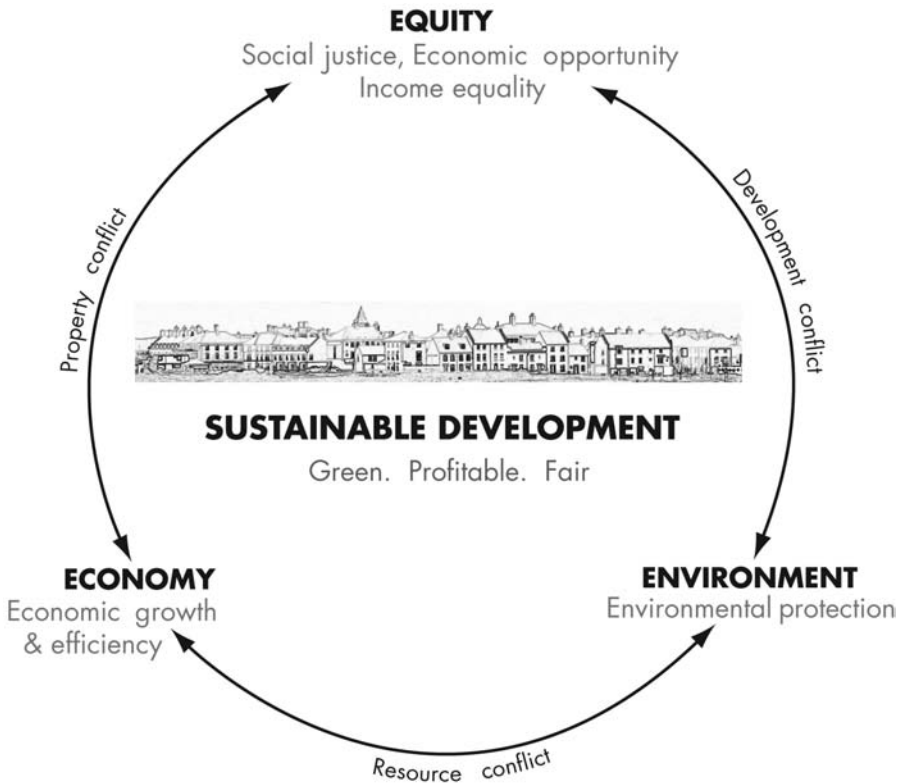 EQUITY
Social justice, Economic opportunity
Income equality
Property conflict
Development conflict
SUSTAINABLE DEVELOPMENT
Green. Profitable. Fair
ECONOMY
Economic growth
& efficiency
ENVIRONMENT
Environmental protection
Resource conflict